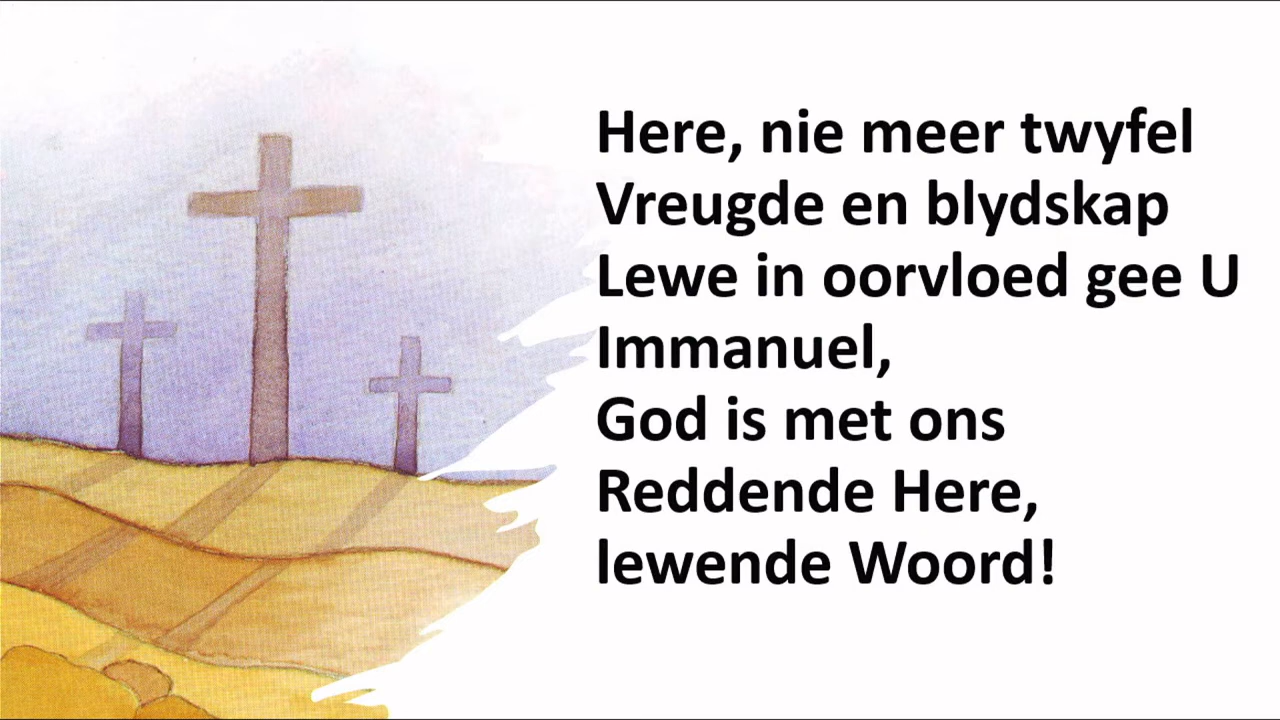 Here, nie meer twyfel
Vreugde en blydskap
Lewe in oorvloed gee U
Immanuel,
God is met ons
Reddende Here,
lewende Woord!